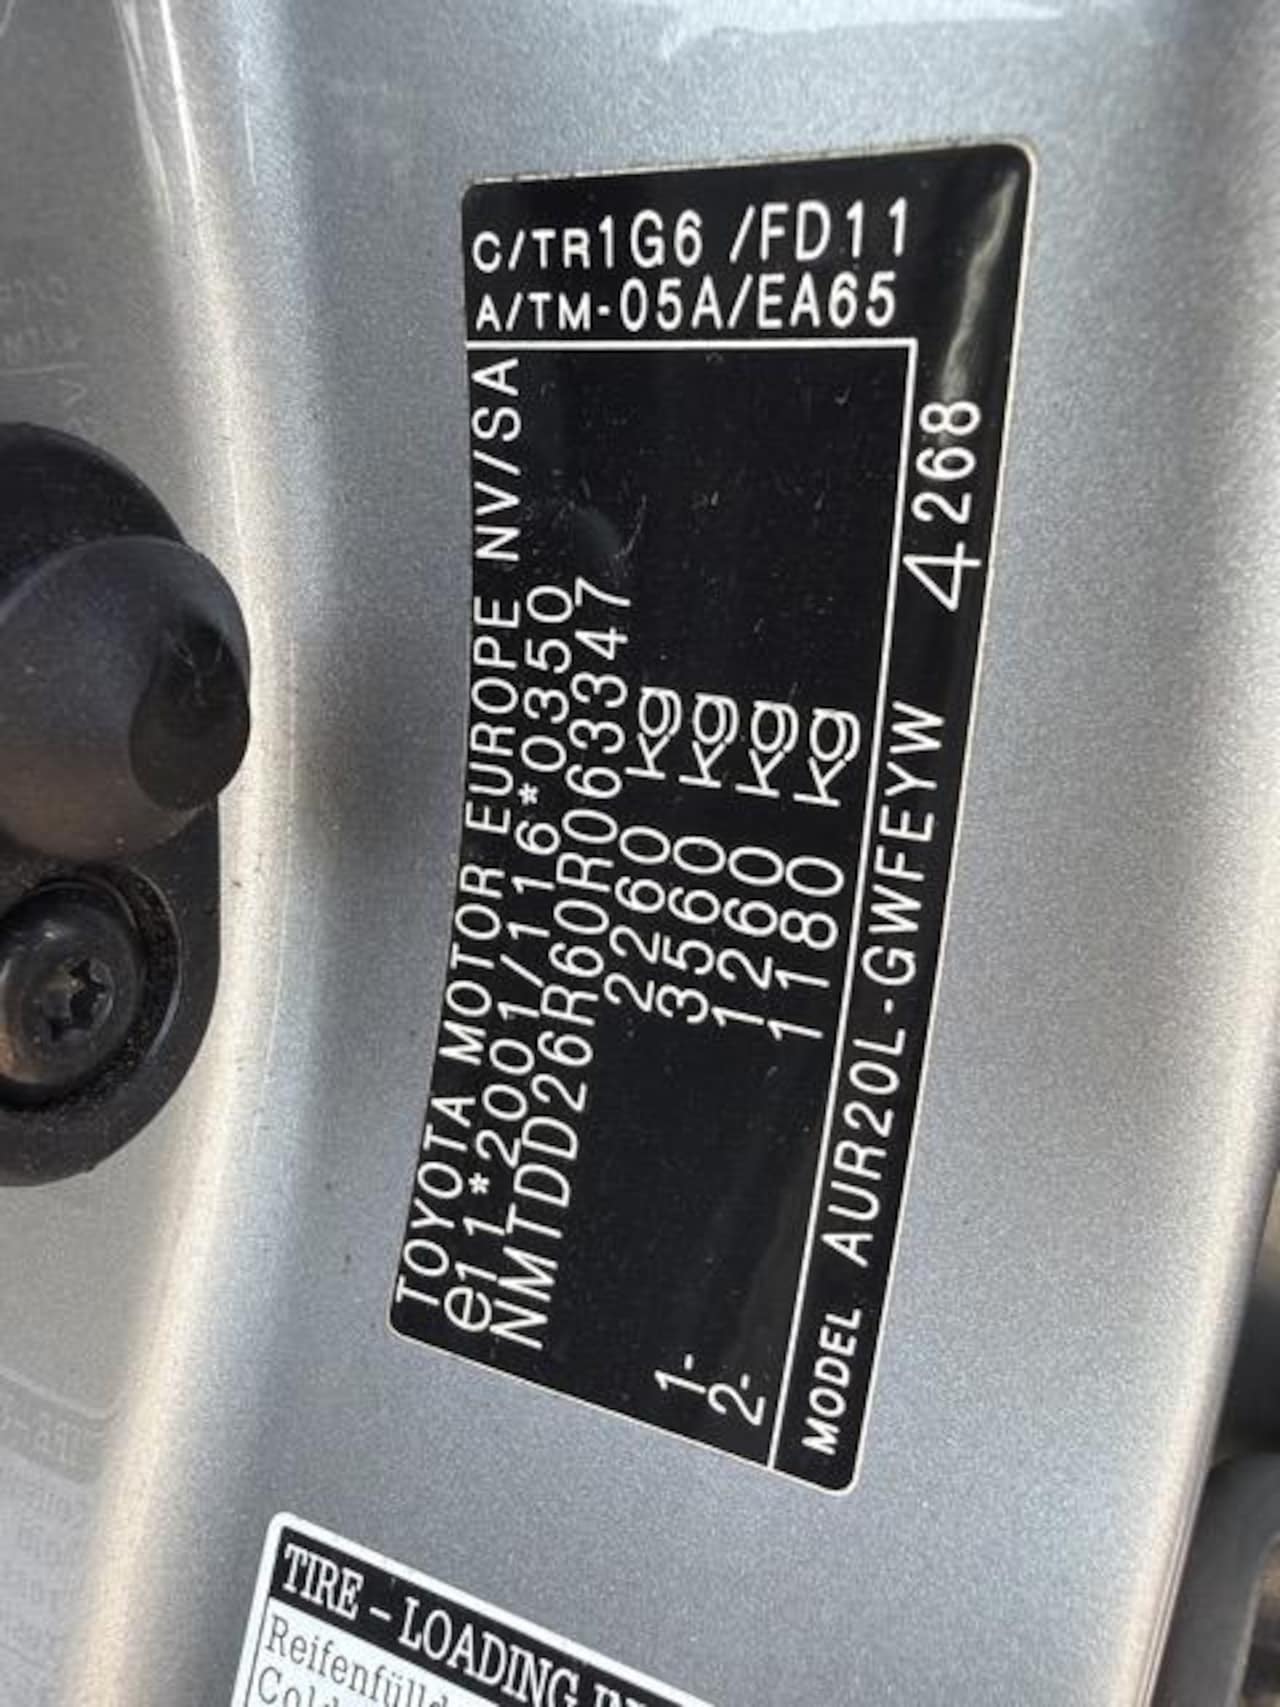 C/TR1G6 /FD11
A/TM-05A/EA65
TOYOTA MOTOR EUROPE NV/SA
e11*2001/116*0350
NMTDD26R60R063347
2260 kg
3560 kg
1- 1260 kg
2- 1180 kg
MODEL AUR20L-GWFEYW 4268
TIRE - LOADING